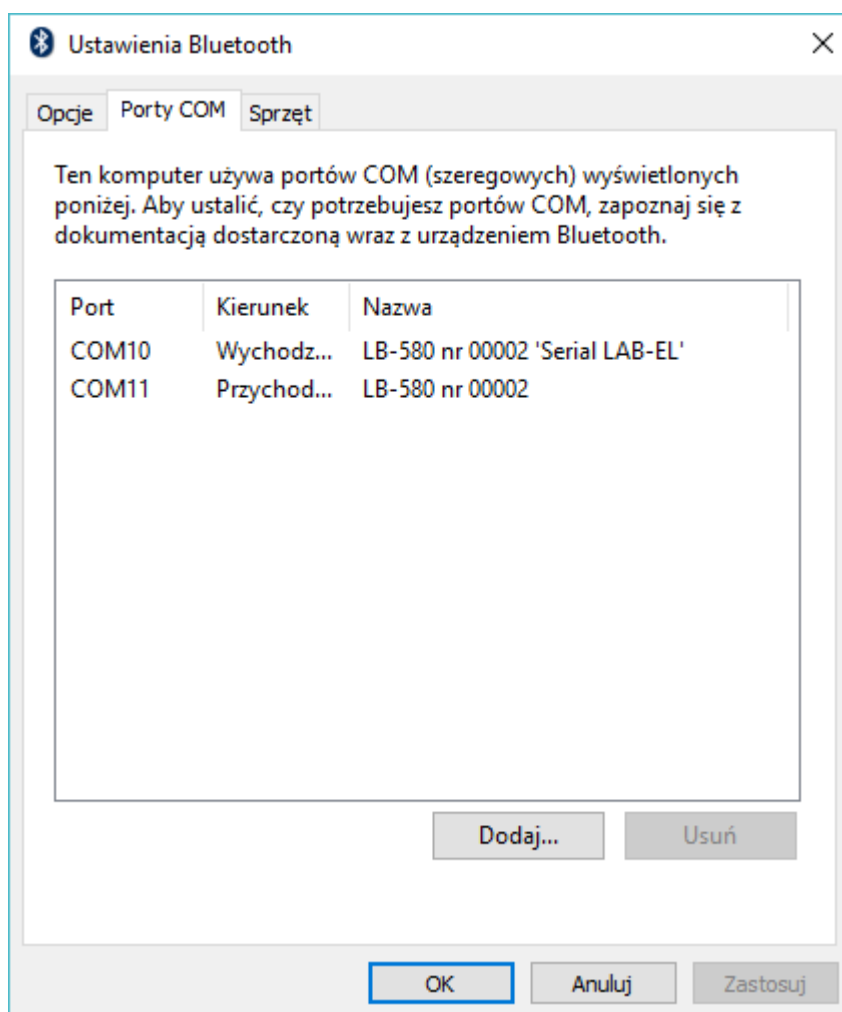 Ustawienia Bluetooth
Opcje Porty COM Sprzęt
Ten komputer używa portów COM (szeregowych) wyświetlonych
poniżej. Aby ustalić, czy potrzebujesz portów COM, zapoznaj się z
dokumentacją dostarczoną wraz z urządzeniem Bluetooth.
Port Kierunek Nazwa
COM10 Wychodz... LB-580 nr 00002 'Serial LAB-EL'
COM11 Przychod... LB-580 nr 00002
Dodaj... Usuń
OK Anuluj Zastosuj